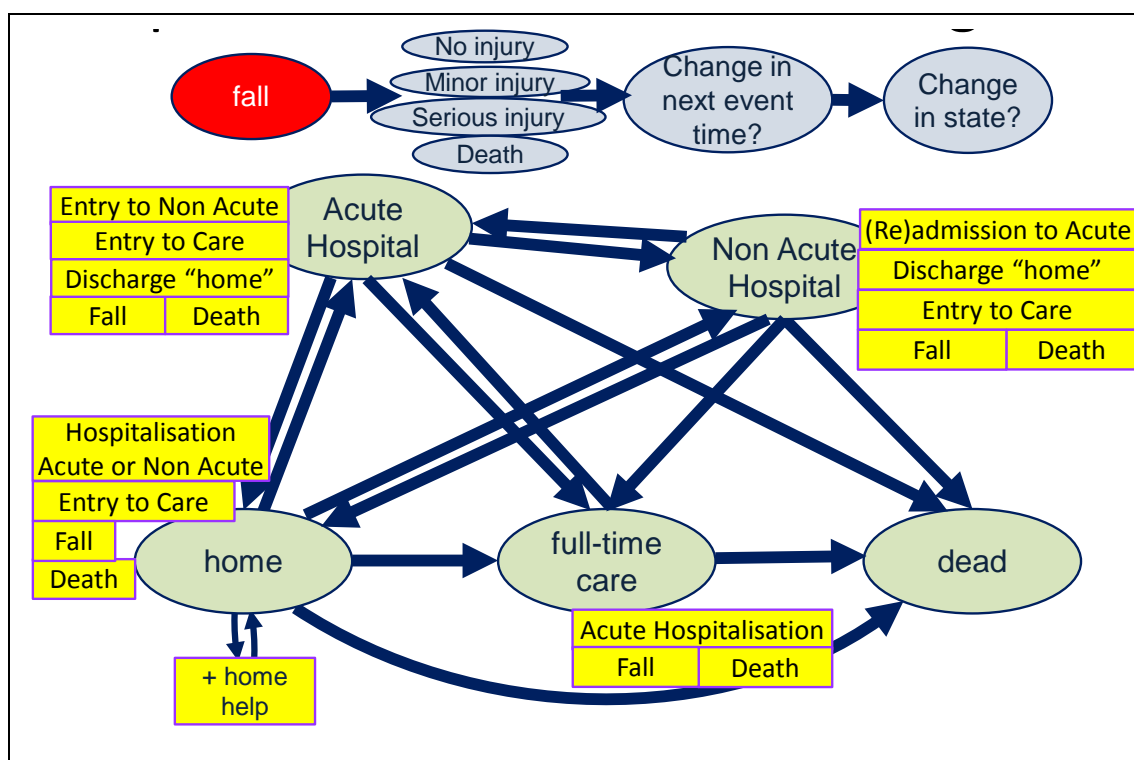 fall
No injury
Minor injury
Serious injury
Death
Change in
next event
time?
Change
in state?
Entry to Non Acute
Entry to Care
Discharge “home”
Fall Death
Acute
Hospital
Non Acute
Hospital
(Re)admission to Acute
Discharge “home”
Entry to Care
Fall Death
Hospitalisation
Acute or Non Acute
Entry to Care
Fall
Death
home
full-time
care
dead
Acute Hospitalisation
Fall Death
+ home
help